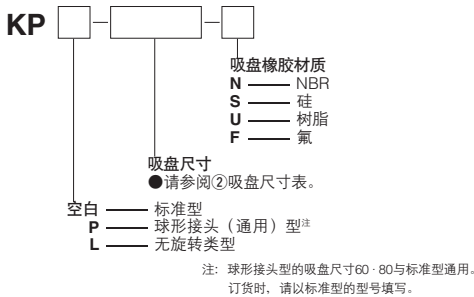 KP □－□－□
吸盘橡胶材质
N —— NBR
S —— 硅
U —— 树脂
F —— 氟
吸盘尺寸
●请参阅②吸盘尺寸表。
空白 —— 标准型
P —— 球形接头（通用）型注
L —— 无旋转类型
注：球形接头型的吸盘尺寸60 · 80与标准型通用。
订货时，请以标准型的型号填写。